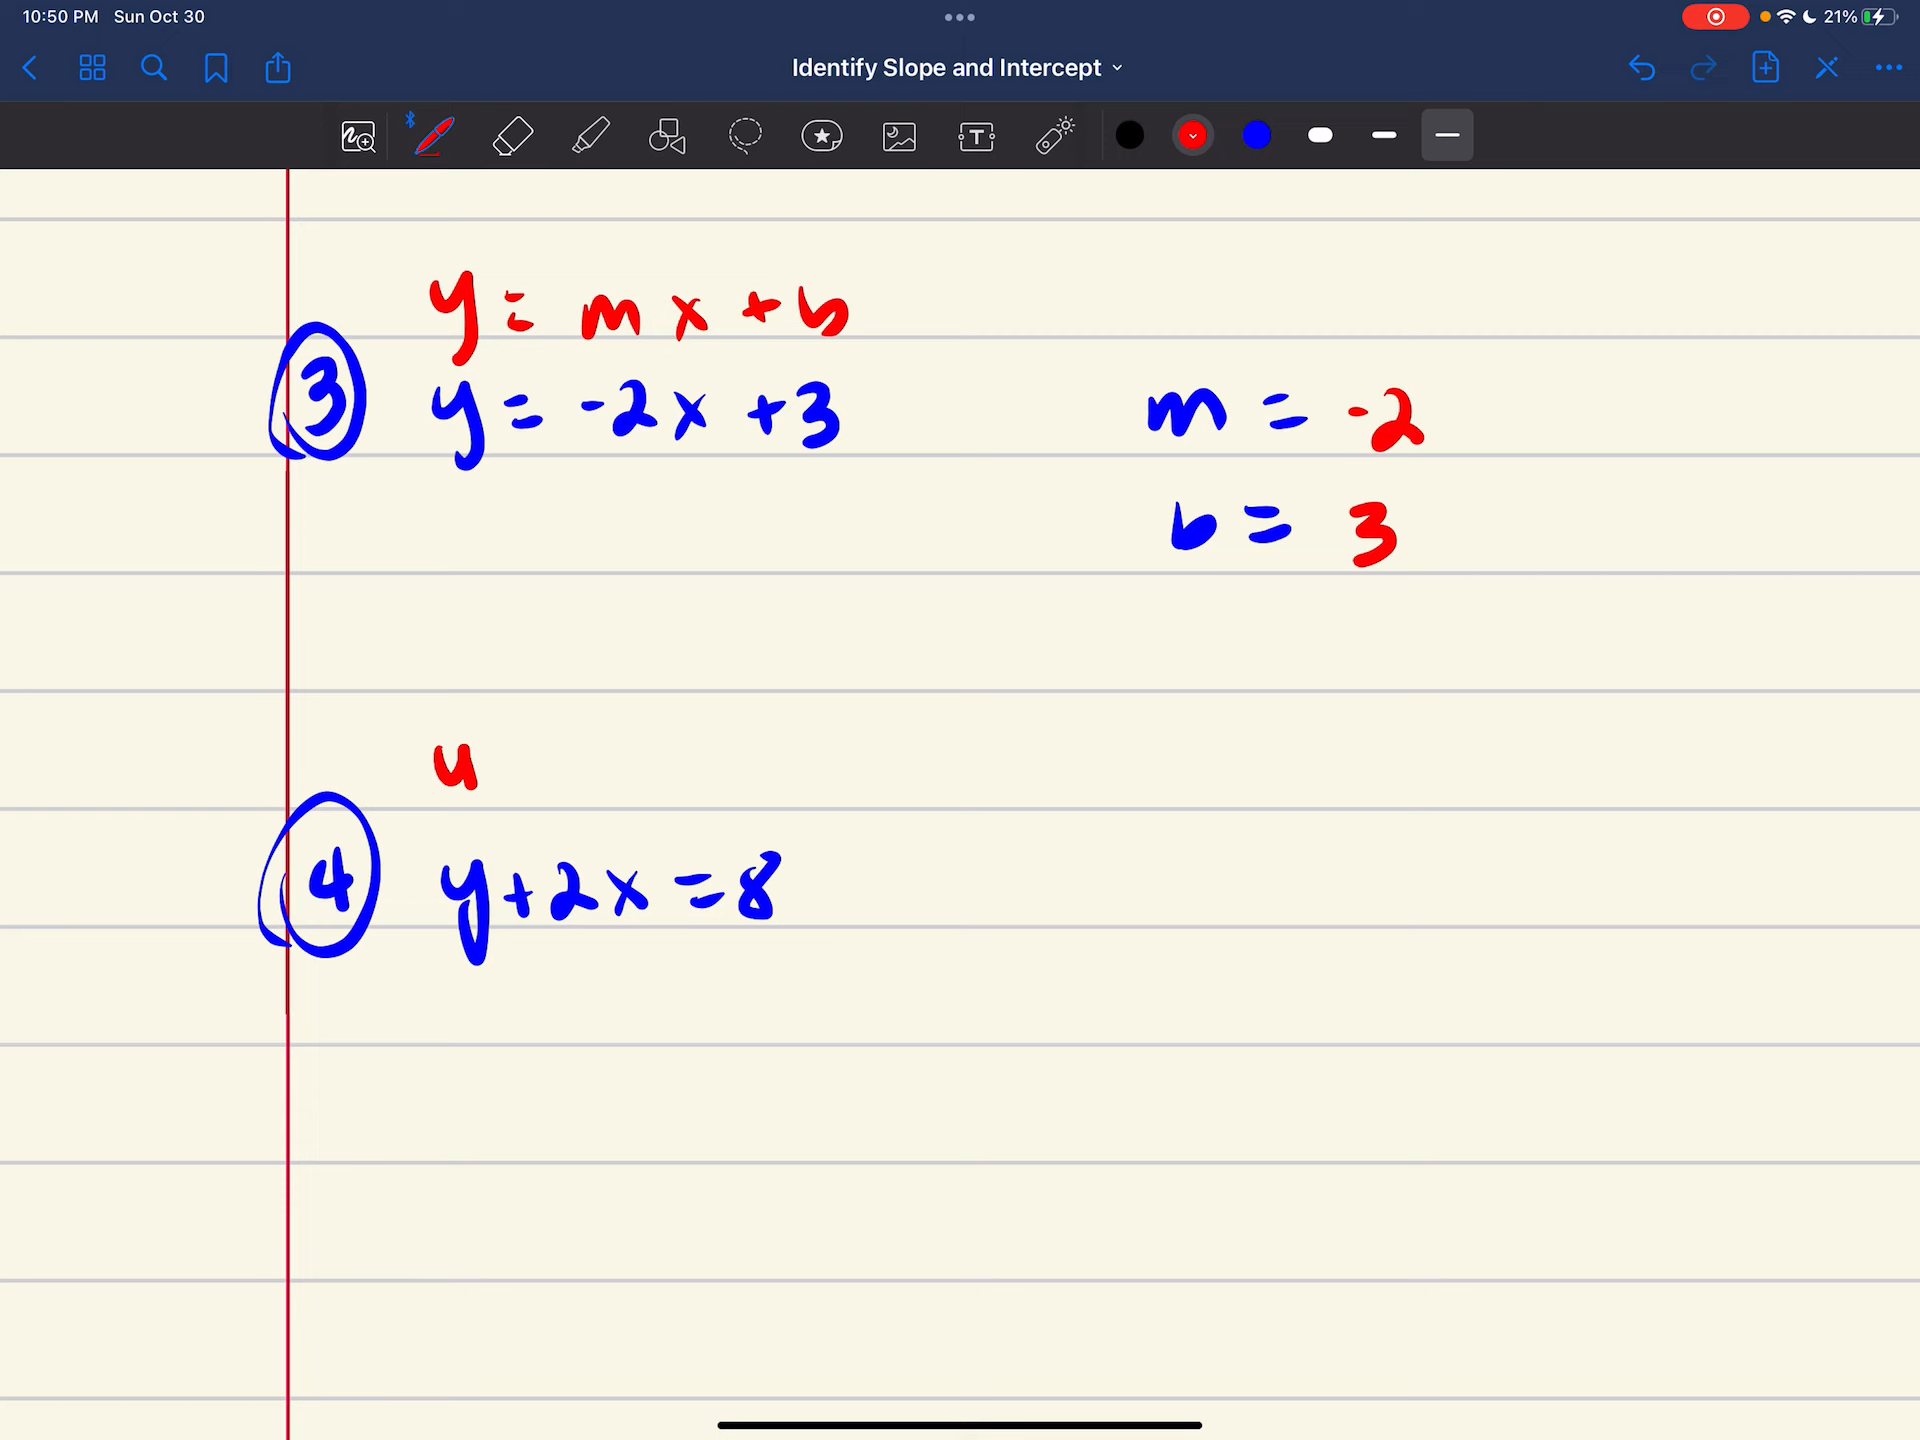 10:50 PM Sun Oct 30
21%
Identify Slope and Intercept
T
y = mx + b
3 y = -2x + 3
m = -2
b = 3
4 y + 2x = 8